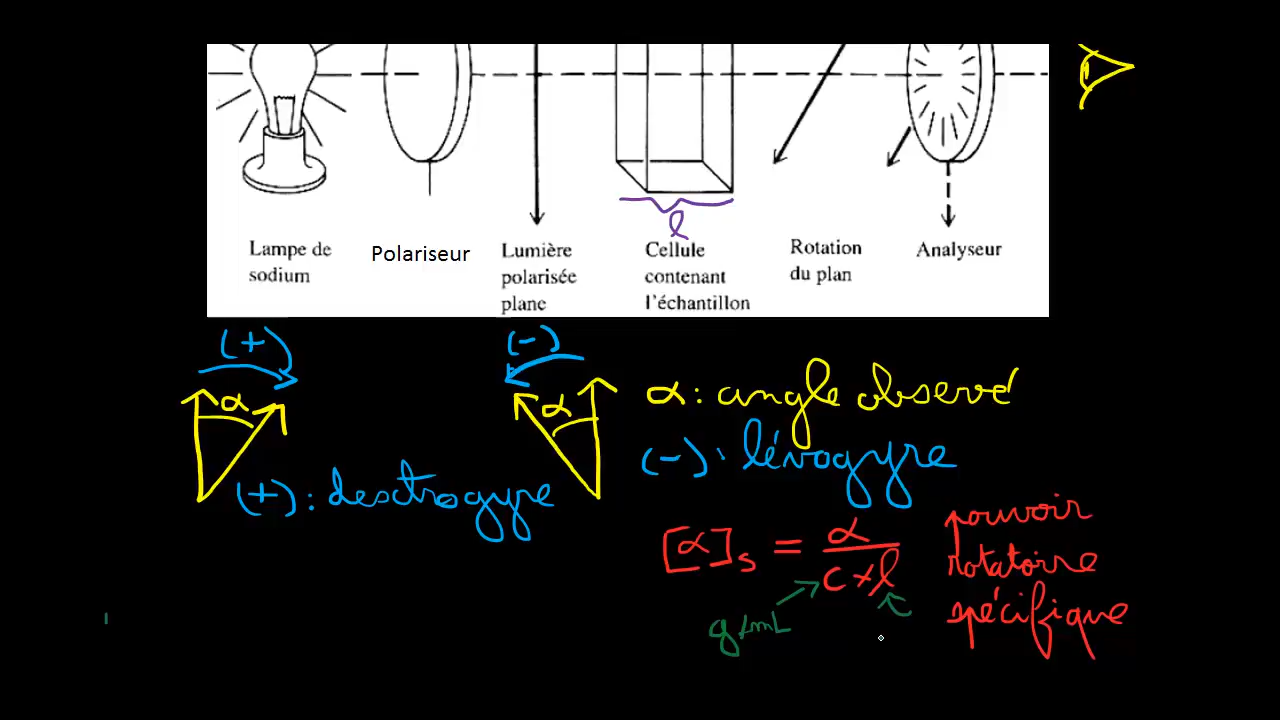 l
Lampe de
sodium
Polariseur
Lumière
polarisée
plane
Cellule
contenant
l'échantillon
Rotation
du plan
Analyseur
(+)
α
(-)
α
α : angle observé
(-) : lévogyre
(+) : desctrogyre
[α]s = α / c × l
pouvoir
rotatoire
spécifique
g/mL